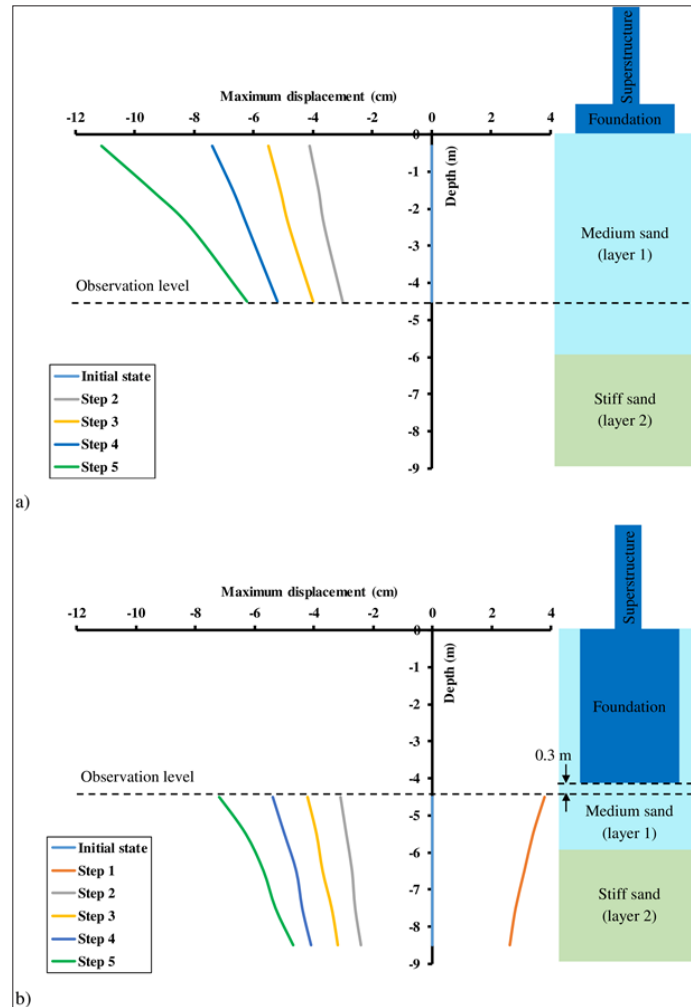 Superstructure
Maximum displacement (cm)
-12 -10 -8 -6 -4 -2 0 2 4
Foundation
0
-1
-2
-3
-4
-5
-6
-7
-8
-9
Depth (m)
Medium sand
(layer 1)
Observation level
Stiff sand
(layer 2)
Initial state
Step 2
Step 3
Step 4
Step 5
a)
Superstructure
Maximum displacement (cm)
-12 -10 -8 -6 -4 -2 0 2 4
0
-1
-2
-3
-4
-5
-6
-7
-8
-9
Depth (m)
Foundation
0.3 m
Observation level
Medium sand
(layer 1)
Stiff sand
(layer 2)
Initial state
Step 1
Step 2
Step 3
Step 4
Step 5
b)